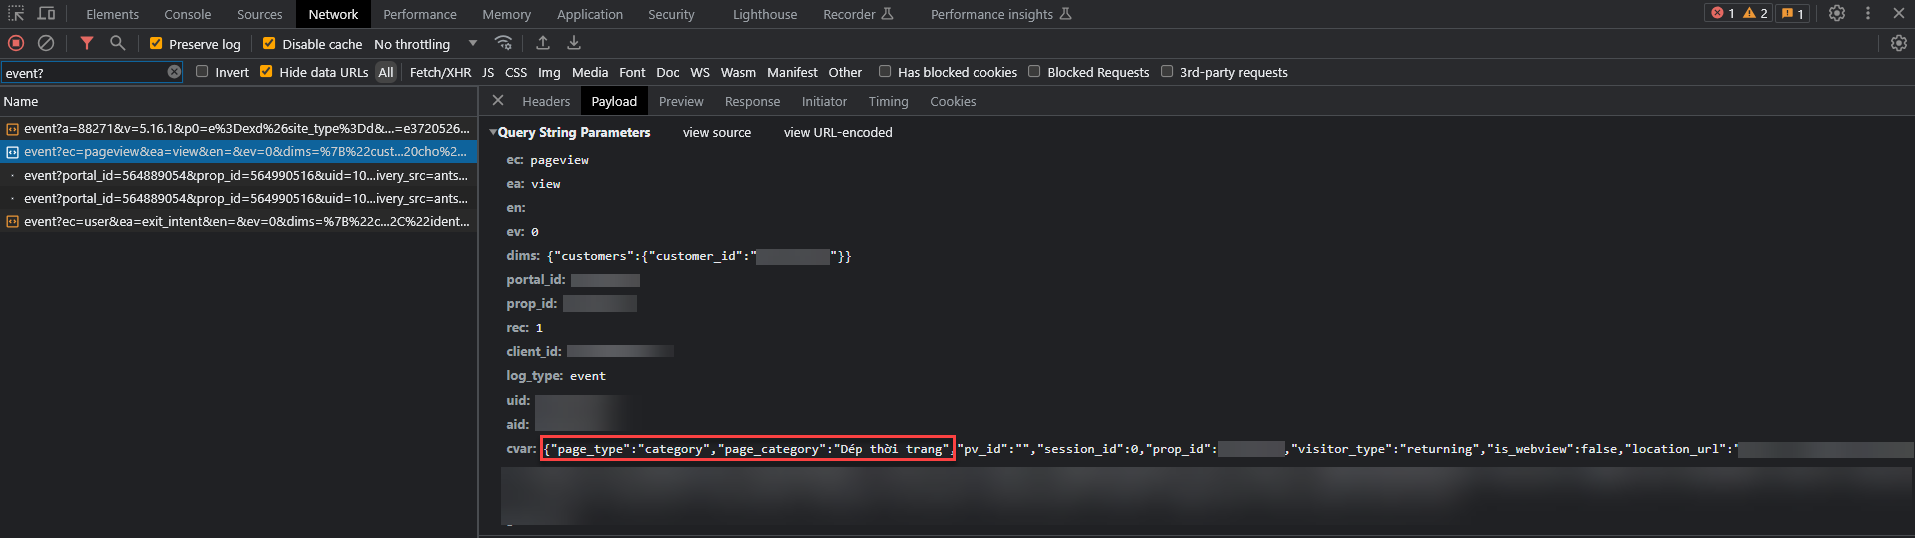 Elements Console Sources Network Performance Memory Application Security Lighthouse Recorder Performance insights 1 2 1
Preserve log Disable cache No throttling
event? Invert Hide data URLs All Fetch/XHR JS CSS Img Media Font Doc WS Wasm Manifest Other Has blocked cookies Blocked Requests 3rd-party requests
Name
event?a=88271&v=5.16.1&p0=e%3Dexd%26site_type%3Dd&...=e3720526...
event?ec=pageview&ea=view&en=&ev=0&dims=%7B%22cust...20cho%2...
event?portal_id=564889054&prop_id=564990516&uid=10...ivery_src=ants...
event?portal_id=564889054&prop_id=564990516&uid=10...ivery_src=ants...
event?ec=user&ea=exit_intent&en=&ev=0&dims=%7B%22c...2C%22ident...
Headers Payload Preview Response Initiator Timing Cookies
Query String Parameters view source view URL-encoded
ec: pageview
ea: view
en:
ev: 0
dims: {"customers":{"customer_id":" "}}
portal_id:
prop_id:
rec: 1
client_id:
log_type: event
uid:
aid:
cvar: {"page_type":"category","page_category":"Dép thời trang","pv_id":"","session_id":0,"prop_id": ,"visitor_type":"returning","is_webview":false,"location_url":"